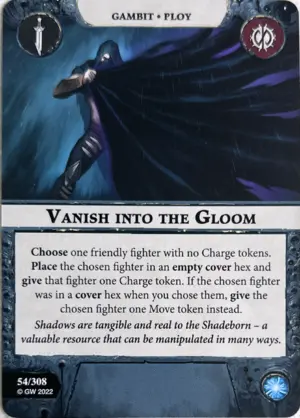 GAMBIT • PLOY
VANISH INTO THE GLOOM
Choose one friendly fighter with no Charge tokens.
Place the chosen fighter in an empty cover hex and
give that fighter one Charge token. If the chosen fighter
was in a cover hex when you chose them, give the
chosen fighter one Move token instead.
Shadows are tangible and real to the Shadeborn – a
valuable resource that can be manipulated in many ways.
54/308
© GW 2022